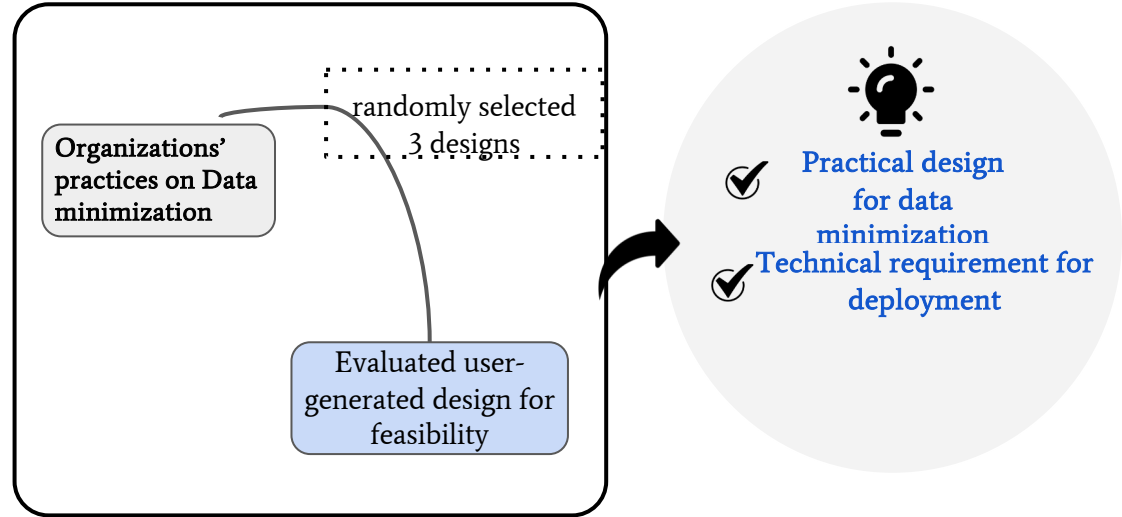 randomly selected
3 designs
Organizations’
practices on Data
minimization
Evaluated user-
generated design for
feasibility
Practical design
for data
minimization
Technical requirement for
deployment